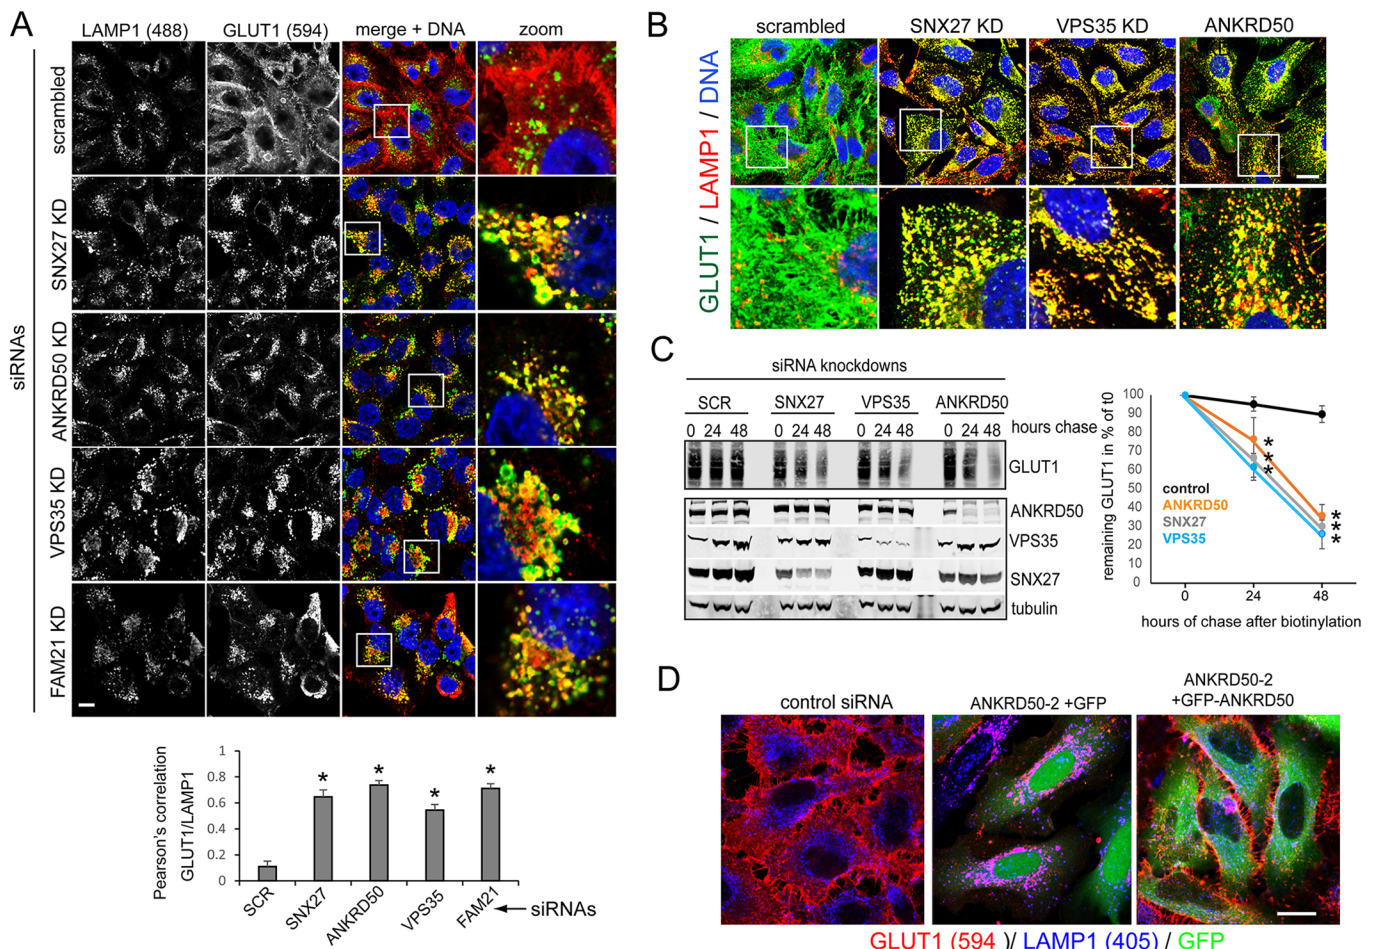 A
LAMP1 (488)
GLUT1 (594)
merge + DNA
zoom
siRNAs
scrambled
SNX27 KD
ANKRD50 KD
VPS35 KD
FAM21 KD
Pearson's correlation
GLUT1/LAMP1
1
0.8
0.6
0.4
0.2
0
*
*
*
*
SCR
SNX27
ANKRD50
VPS35
FAM21
siRNAs
B
scrambled
SNX27 KD
VPS35 KD
ANKRD50
GLUT1 / LAMP1 / DNA
C
siRNA knockdowns
SCR
SNX27
VPS35
ANKRD50
0 24 48
0 24 48
0 24 48
0 24 48
hours chase
GLUT1
ANKRD50
VPS35
SNX27
tubulin
remaining GLUT1 in % of t0
100
90
80
70
60
50
40
30
20
10
0
control
ANKRD50
SNX27
VPS35
*
*
*
*
*
*
0
24
48
hours of chase after biotinylation
D
control siRNA
ANKRD50-2 +GFP
ANKRD50-2
+GFP-ANKRD50
GLUT1 (594 )/ LAMP1 (405) / GFP